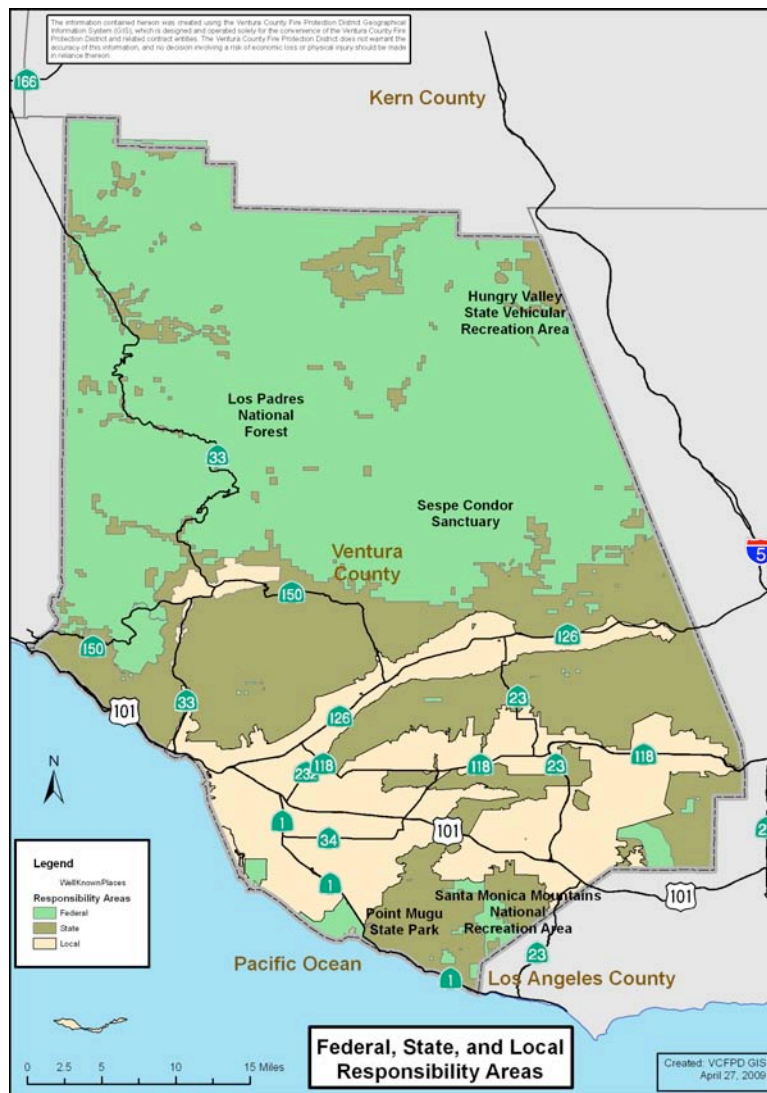 The information contained hereon was created using the Ventura County Fire Protection District Geographical
Information System (GIS), which is designed and operated solely for the convenience of the Ventura County Fire
Protection District and related contract entities. The Ventura County Fire Protection District does not warrant the
accuracy of this information, and no decision involving a risk of economic loss or physical injury should be made
in reliance thereon.
166
Kern County
Hungry Valley
State Vehicular
Recreation Area
Los Padres
National
Forest
33
Sespe Condor
Sanctuary
Ventura
County
5
150
126
150
33
23
101
126
118
118
23
118
N
1
34
101
1
Legend
WellKnownPlaces
Responsibility Areas
Federal
State
Local
Santa Monica Mountains
National
Recreation Area
101
Point Mugu
State Park
23
Pacific Ocean
1
Los Angeles County
Federal, State, and Local
Responsibility Areas
Created: VCFPD GIS
April 27, 2009
0 2.5 5 10 15 Miles